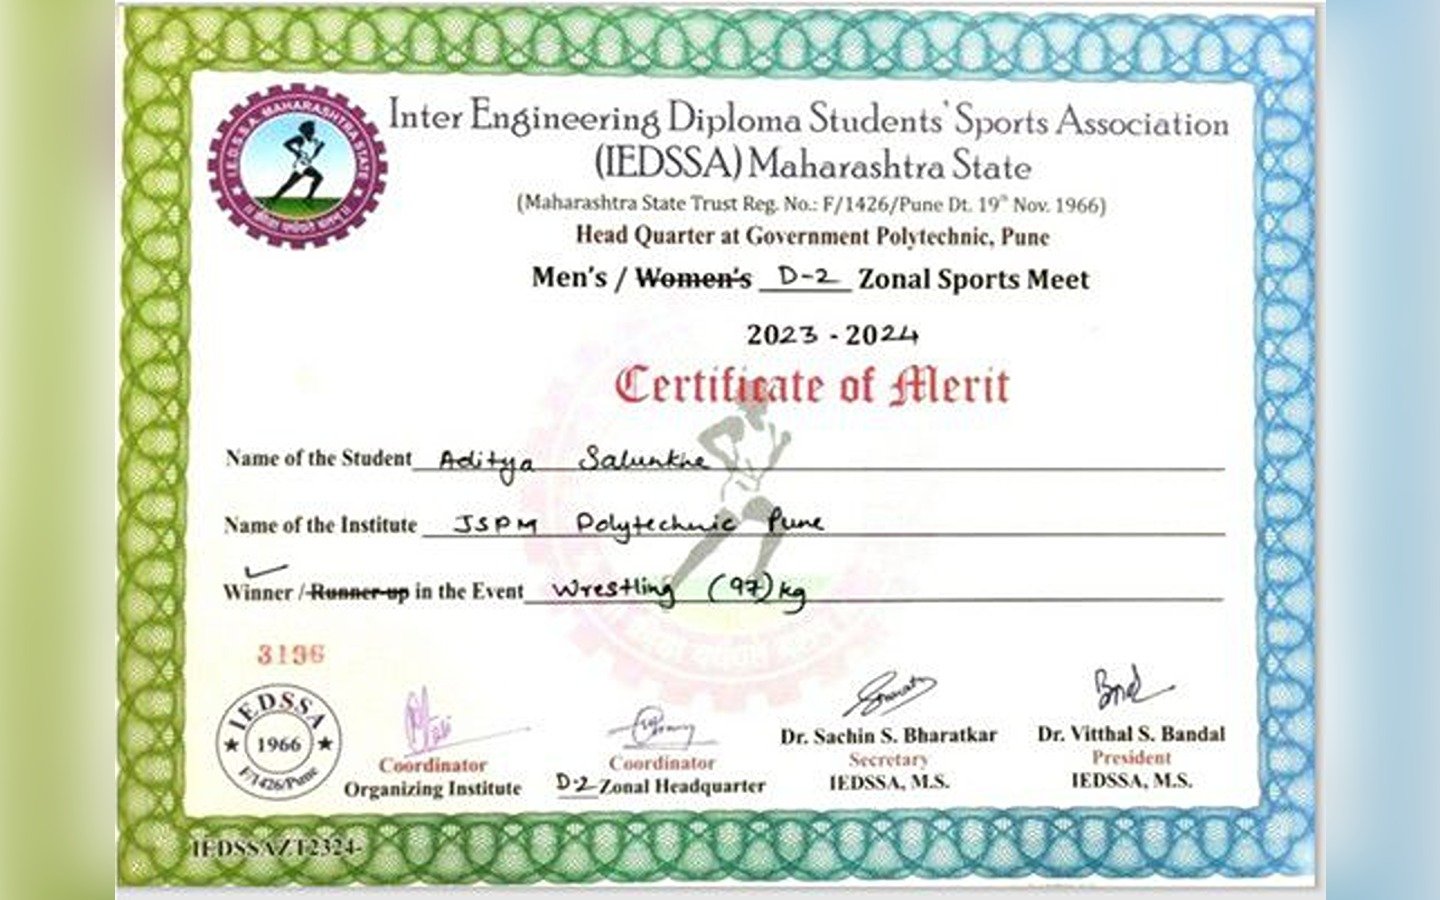 I.E.D.S.S.A. MAHARASHTRA STATE
Inter Engineering Diploma Students' Sports Association
(IEDSSA) Maharashtra State
(Maharashtra State Trust Reg. No.: F/1426/Pune Dt. 19th Nov. 1966)
Head Quarter at Government Polytechnic, Pune
Men's / Women's D-2 Zonal Sports Meet
2023 - 2024
Certificate of Merit
Name of the Student Aditya Salunkhe
Name of the Institute JSPM Polytechnic Pune
Winner / Runner-up in the Event Wrestling (97) kg
3196
IEDSSA
1966
F/1426/Pune
Coordinator
Organizing Institute
Coordinator
D-2 Zonal Headquarter
Dr. Sachin S. Bharatkar
Secretary
IEDSSA, M.S.
Dr. Vitthal S. Bandal
President
IEDSSA, M.S.
IEDSSAZT2324-